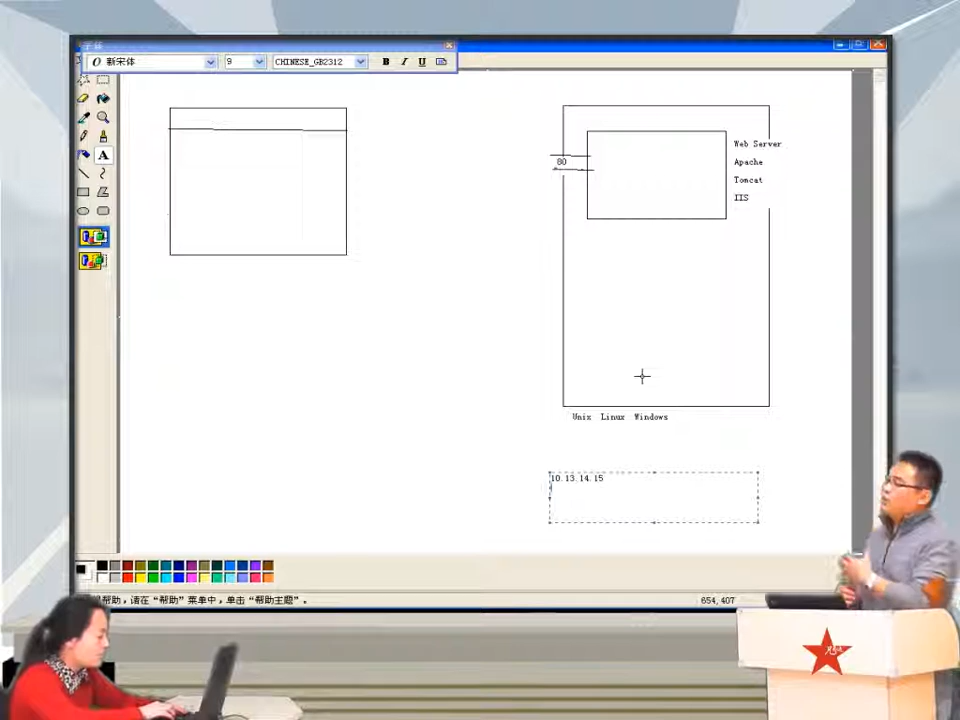 字体
新宋体
9
CHINESE_GB2312
B I U
A
80
Web Server
Apache
Tomcat
IIS
Unix Linux Windows
10.13.14.15
帮助，请在“帮助”菜单中，单击“帮助主题”。
654,407